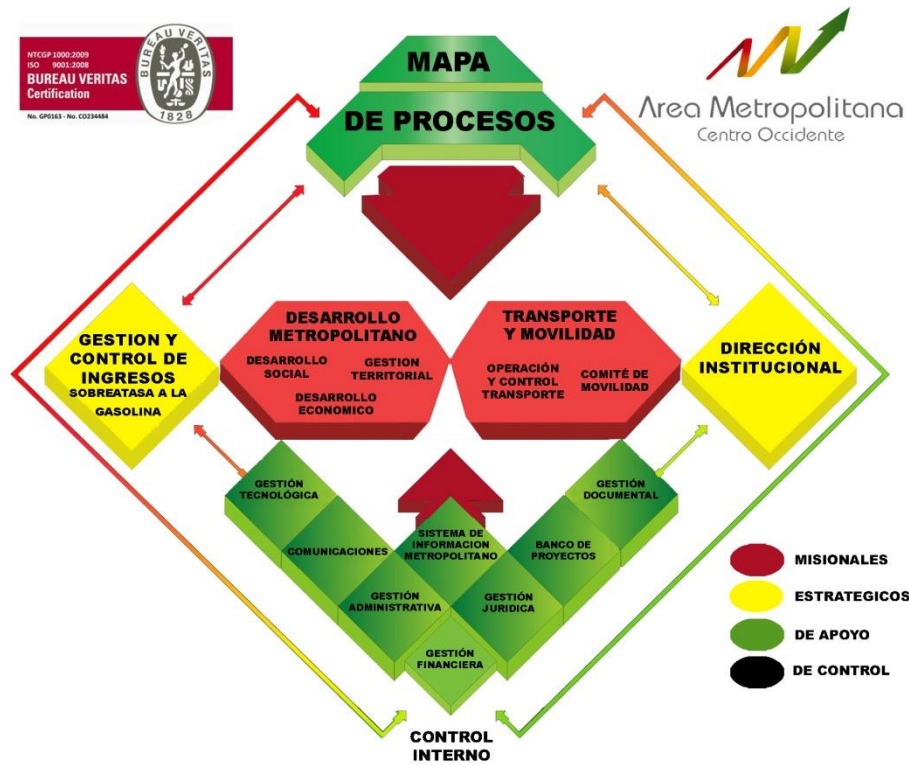 NTCGP 1000:2009
ISO 9001:2008
BUREAU VERITAS
Certification
No. GP0163 - No. CO234484
BUREAU VERITAS
1828
MAPA
DE PROCESOS
Area Metropolitana
Centro Occidente
GESTION Y
CONTROL DE
INGRESOS
SOBREATASA A LA
GASOLINA
DESARROLLO
METROPOLITANO
DESARROLLO
SOCIAL
GESTION
TERRITORIAL
DESARROLLO
ECONOMICO
TRANSPORTE
Y MOVILIDAD
OPERACIÓN
Y CONTROL
TRANSPORTE
COMITÉ DE
MOVILIDAD
DIRECCIÓN
INSTITUCIONAL
GESTIÓN
TECNOLÓGICA
GESTIÓN
DOCUMENTAL
COMUNICACIONES
SISTEMA DE
INFORMACION
METROPOLITANO
BANCO DE
PROYECTOS
GESTIÓN
ADMINISTRATIVA
GESTIÓN
JURIDICA
GESTIÓN
FINANCIERA
CONTROL
INTERNO
MISIONALES
ESTRATEGICOS
DE APOYO
DE CONTROL